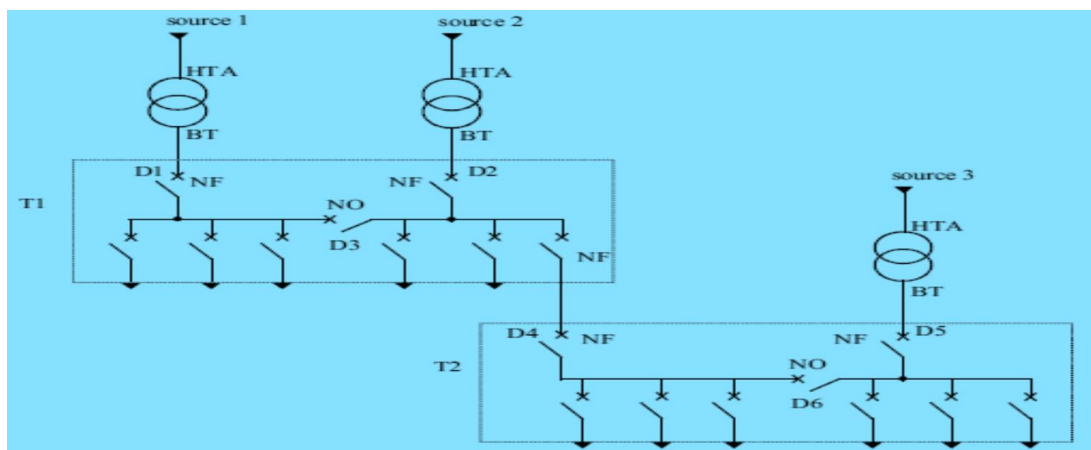 source 1
source 2
HTA
HTA
BT
BT
D1
NF
NF
D2
source 3
T1
NO
D3
NF
HTA
BT
D4
NF
NF
D5
T2
NO
D6